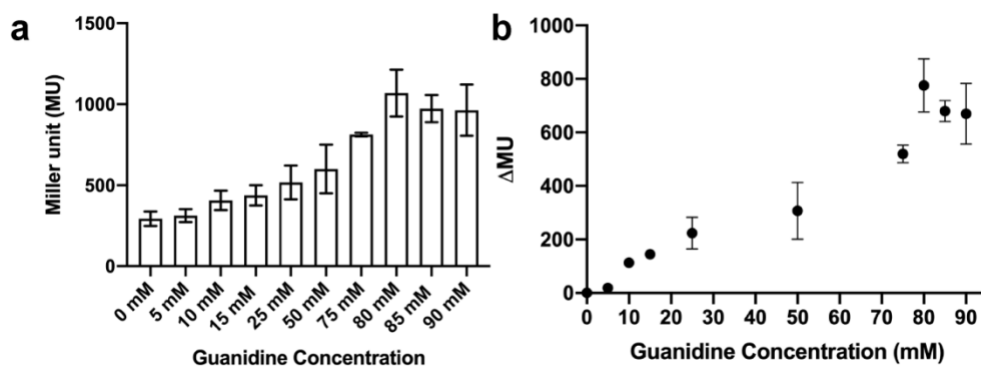 a
Miller unit (MU)
1500
1000
500
0
0 mM
5 mM
10 mM
15 mM
25 mM
50 mM
75 mM
80 mM
85 mM
90 mM
Guanidine Concentration
b
ΔMU
1000
800
600
400
200
0
0 10 20 30 40 50 60 70 80 90
Guanidine Concentration (mM)